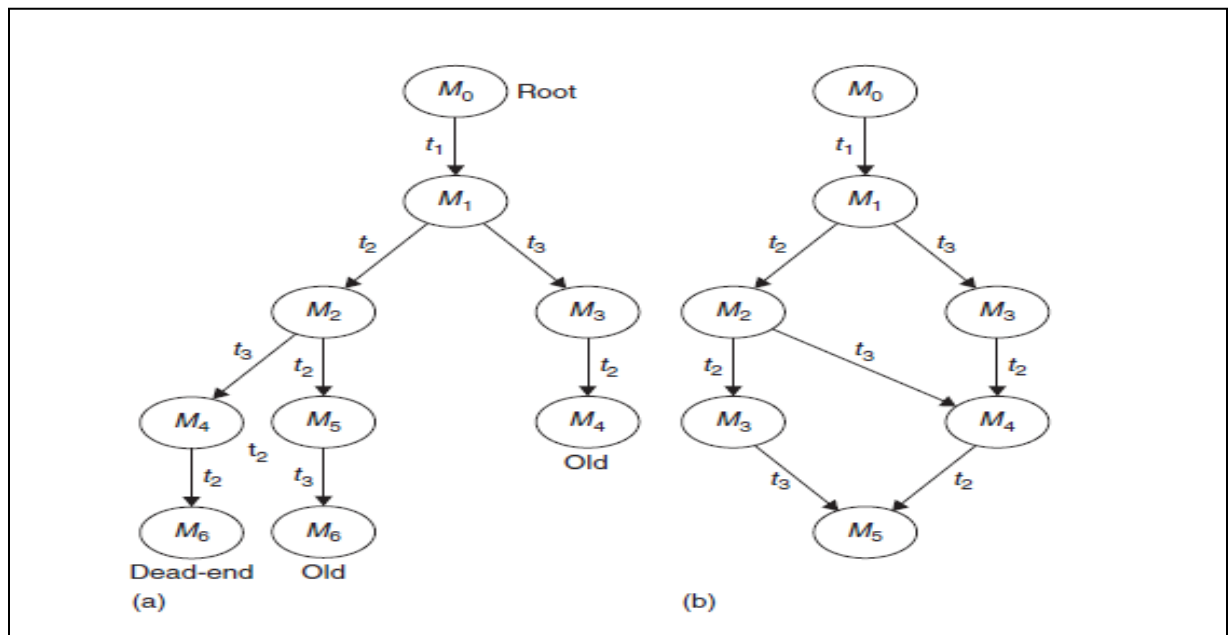 M0 Root M0
t1 t1
M1 M1
t2 t3 t2 t3
M2 M3 M2 M3
t3 t2 t2 t2 t3 t2
M4 M5 M4 M3 M4
Old
t2 t2 t3 t3 t2
M6 M6 M5
Dead-end Old
(a) (b)